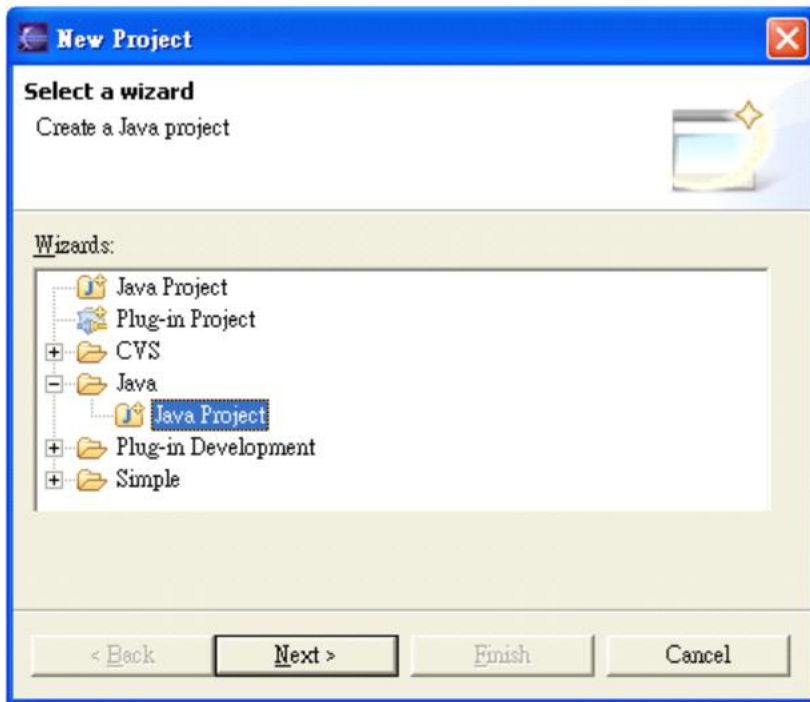 New Project
Select a wizard
Create a Java project
Wizards:
Java Project
Plug-in Project
CVS
Java
Java Project
Plug-in Development
Simple
< Back Next > Finish Cancel